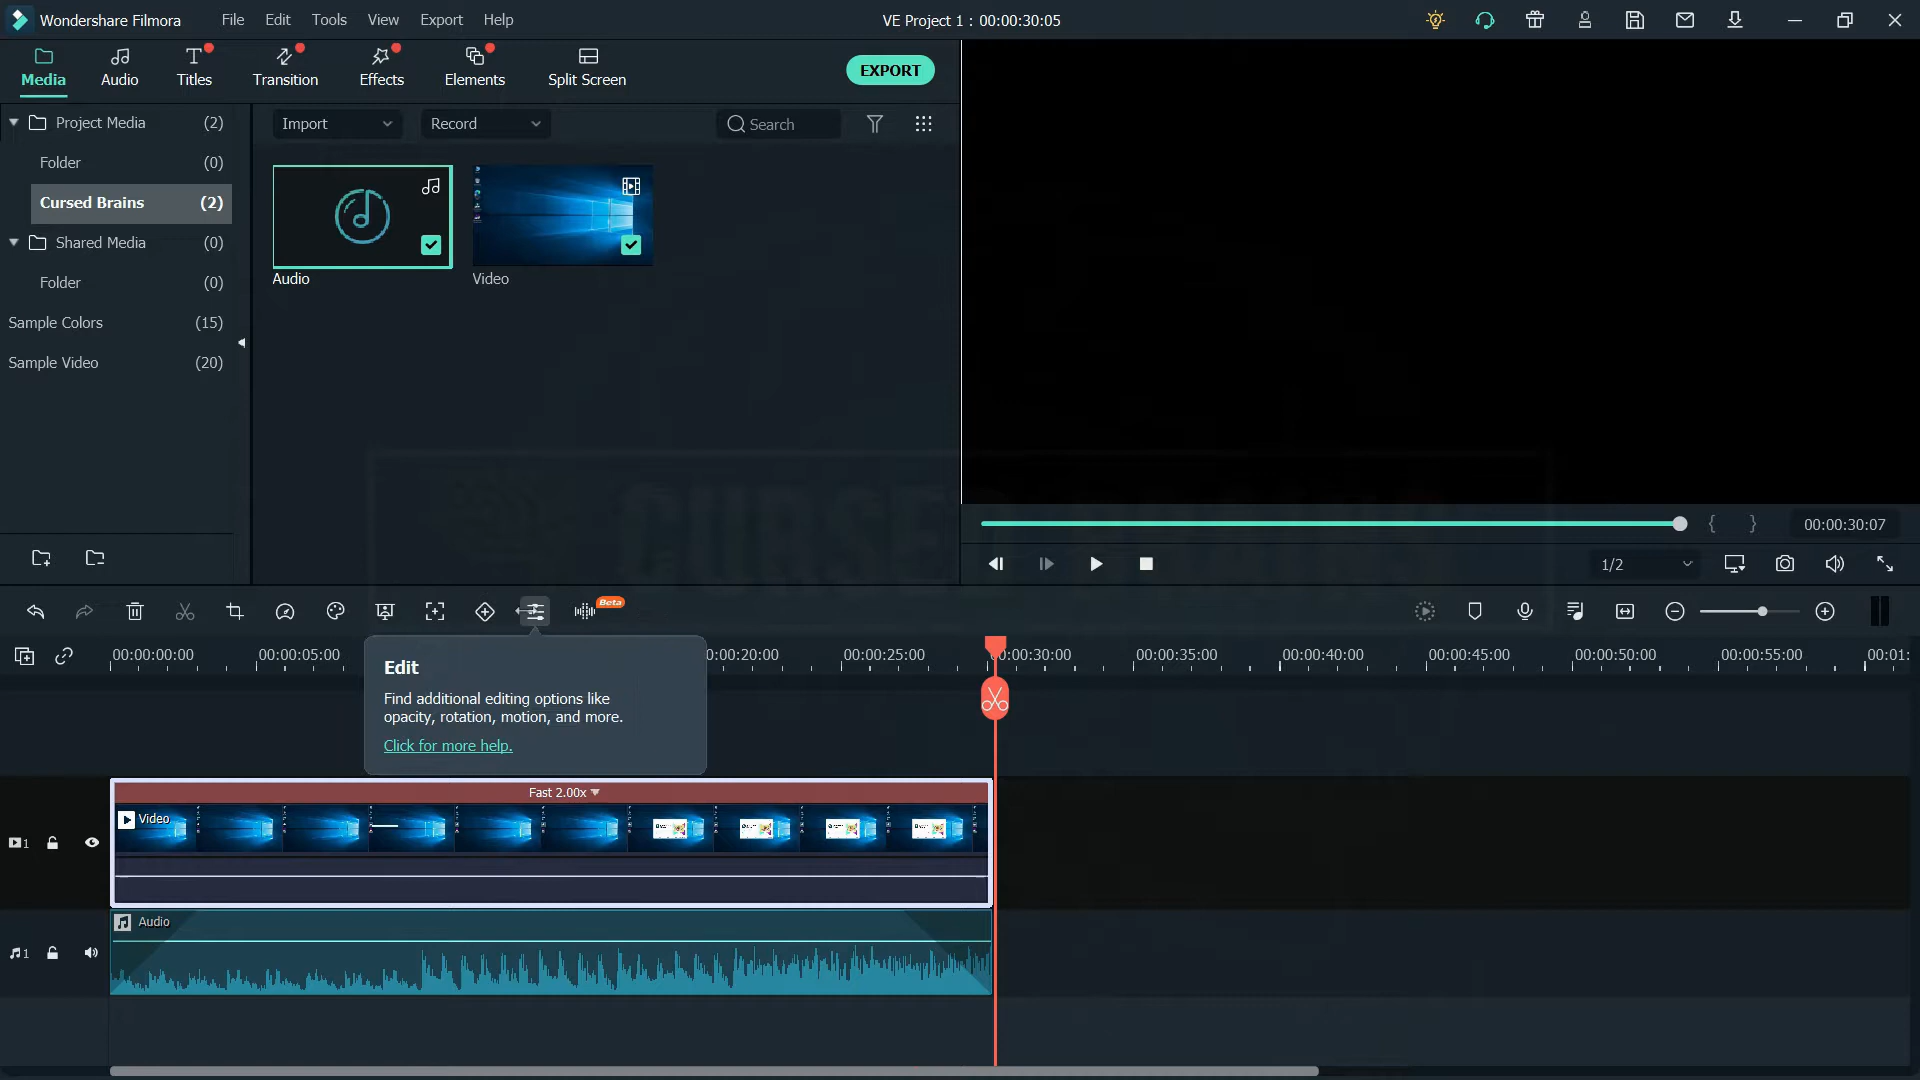 Wondershare Filmora
File Edit Tools View Export Help
VE Project 1 : 00:00:30:05
Media Audio Titles Transition Effects Elements Split Screen
EXPORT
Project Media (2)
Folder (0)
Cursed Brains (2)
Shared Media (0)
Folder (0)
Sample Colors (15)
Sample Video (20)
Import Record Search
Audio Video
CURSED
00:00:30:07
1/2
Beta
00:00:00:00 00:00:05:00 0:00:20:00 00:00:25:00 00:00:30:00 00:00:35:00 00:00:40:00 00:00:45:00 00:00:50:00 00:00:55:00 00:01:
Edit
Find additional editing options like
opacity, rotation, motion, and more.
Click for more help.
Fast 2.00x
Video
1
Audio
1